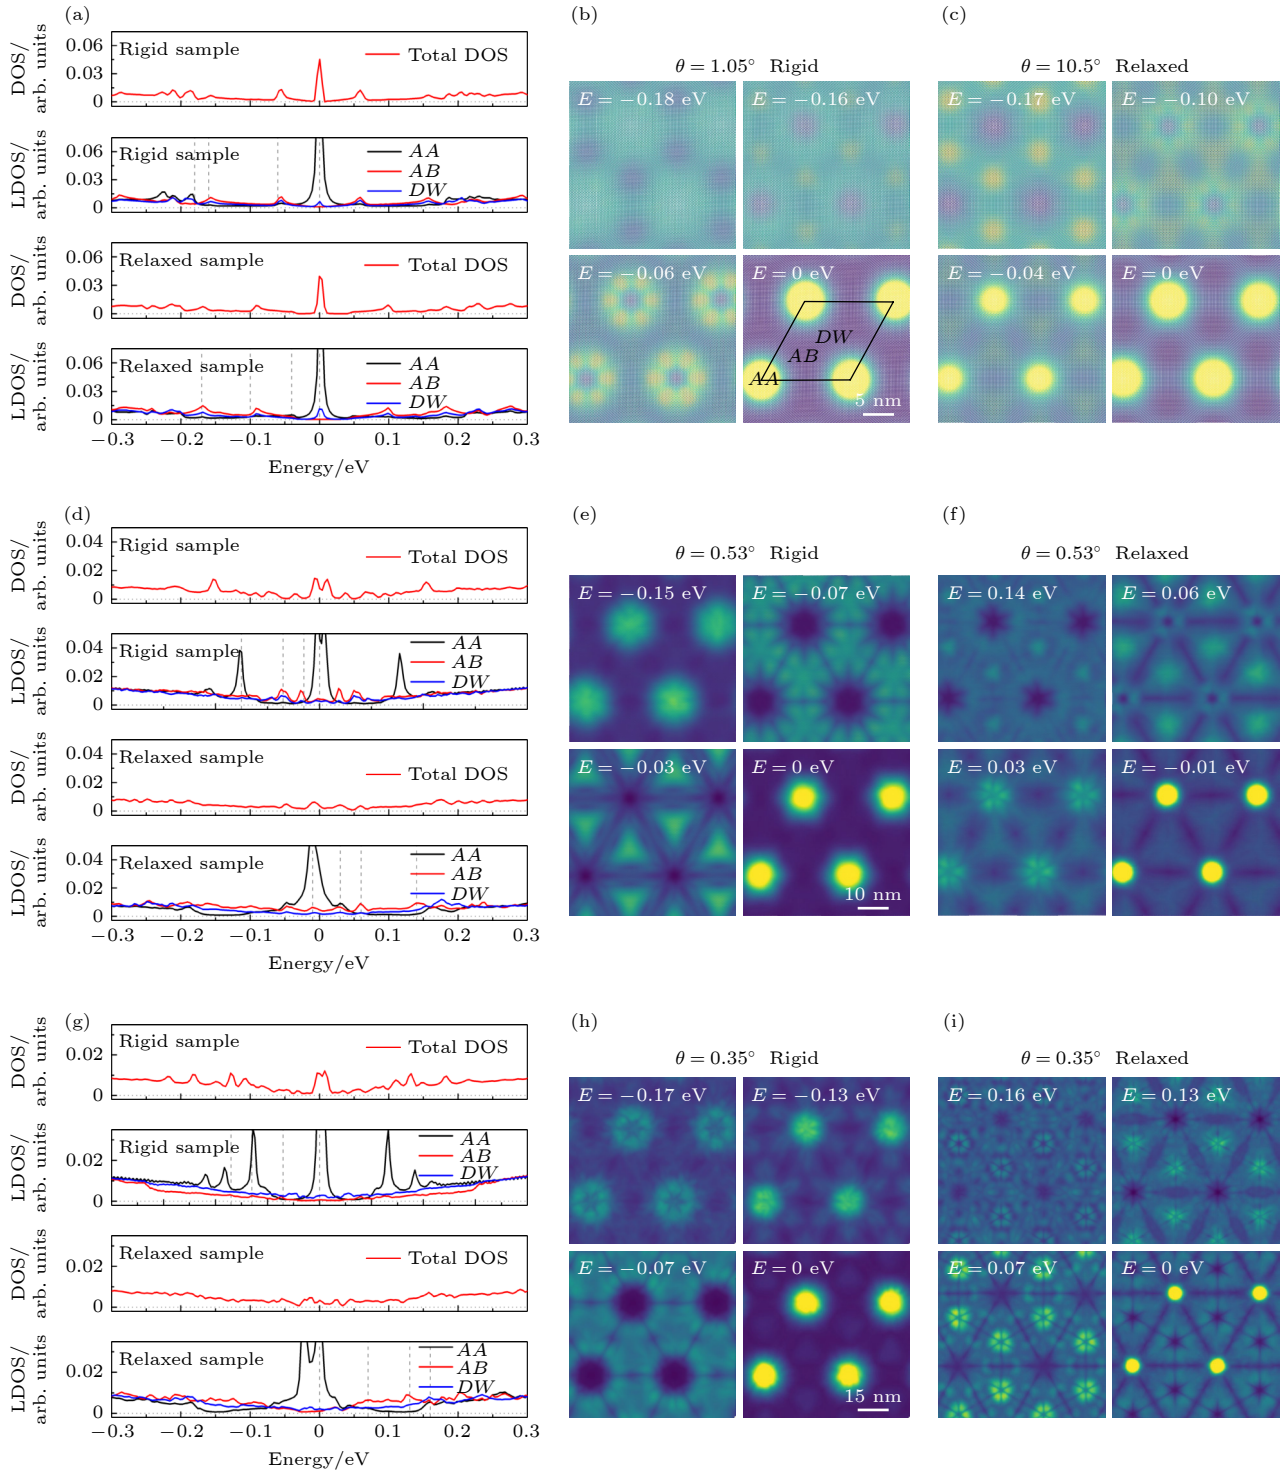 (a)
DOS/
arb. units
0.06
0.03
0
Rigid sample
Total DOS
LDOS/
arb. units
0.06
0.03
0
Rigid sample
AA
AB
DW
DOS/
arb. units
0.06
0.03
0
Relaxed sample
Total DOS
LDOS/
arb. units
0.06
0.03
0
Relaxed sample
AA
AB
DW
−0.3 −0.2 −0.1 0 0.1 0.2 0.3
Energy/eV
(b)
θ = 1.05° Rigid
E = −0.18 eV
E = −0.16 eV
E = −0.06 eV
E = 0 eV
DW
AB
AA
5 nm
(c)
θ = 10.5° Relaxed
E = −0.17 eV
E = −0.10 eV
E = −0.04 eV
E = 0 eV
(d)
DOS/
arb. units
0.04
0.02
0
Rigid sample
Total DOS
LDOS/
arb. units
0.04
0.02
0
Rigid sample
AA
AB
DW
DOS/
arb. units
0.04
0.02
0
Relaxed sample
Total DOS
LDOS/
arb. units
0.04
0.02
0
Relaxed sample
AA
AB
DW
−0.3 −0.2 −0.1 0 0.1 0.2 0.3
Energy/eV
(e)
θ = 0.53° Rigid
E = −0.15 eV
E = −0.07 eV
E = −0.03 eV
E = 0 eV
10 nm
(f)
θ = 0.53° Relaxed
E = 0.14 eV
E = 0.06 eV
E = 0.03 eV
E = −0.01 eV
(g)
DOS/
arb. units
0.02
0
Rigid sample
Total DOS
LDOS/
arb. units
0.02
0
Rigid sample
AA
AB
DW
DOS/
arb. units
0.02
0
Relaxed sample
Total DOS
LDOS/
arb. units
0.02
0
Relaxed sample
AA
AB
DW
−0.3 −0.2 −0.1 0 0.1 0.2 0.3
Energy/eV
(h)
θ = 0.35° Rigid
E = −0.17 eV
E = −0.13 eV
E = −0.07 eV
E = 0 eV
15 nm
(i)
θ = 0.35° Relaxed
E = 0.16 eV
E = 0.13 eV
E = 0.07 eV
E = 0 eV